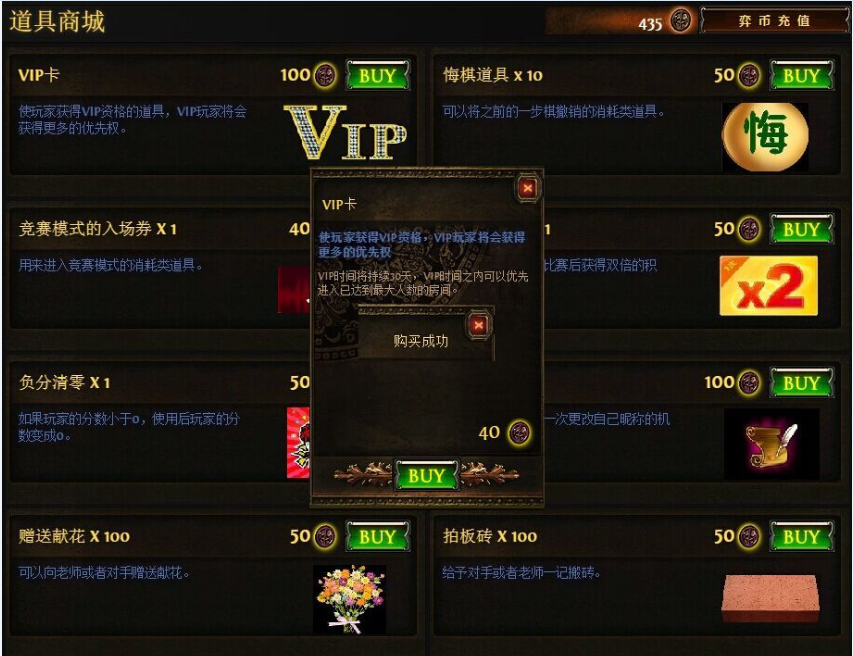 道具商城
435
弈币充值
VIP卡
100
BUY
使玩家获得VIP资格的道具，VIP玩家将会
获得更多的优先权。
VIP
悔棋道具 X 10
50
BUY
可以将之前的一步棋撤销的消耗类道具。
悔
竞赛模式的入场券 X 1
40
用来进入竞赛模式的消耗类道具。
1
50
BUY
比赛后获得双倍的积
x2
VIP卡
使玩家获得VIP资格，VIP玩家将会获得
更多的优先权
VIP时间将持续30天，VIP时间之内可以优先
进入已达到最大人数的房间。
购买成功
40
BUY
负分清零 X 1
50
如果玩家的分数小于0，使用后玩家的分
数变成0。
100
BUY
一次更改自己昵称的机
赠送献花 X 100
50
BUY
可以向老师或者对手赠送献花。
拍板砖 X 100
50
BUY
给予对手或者老师一记搬砖。